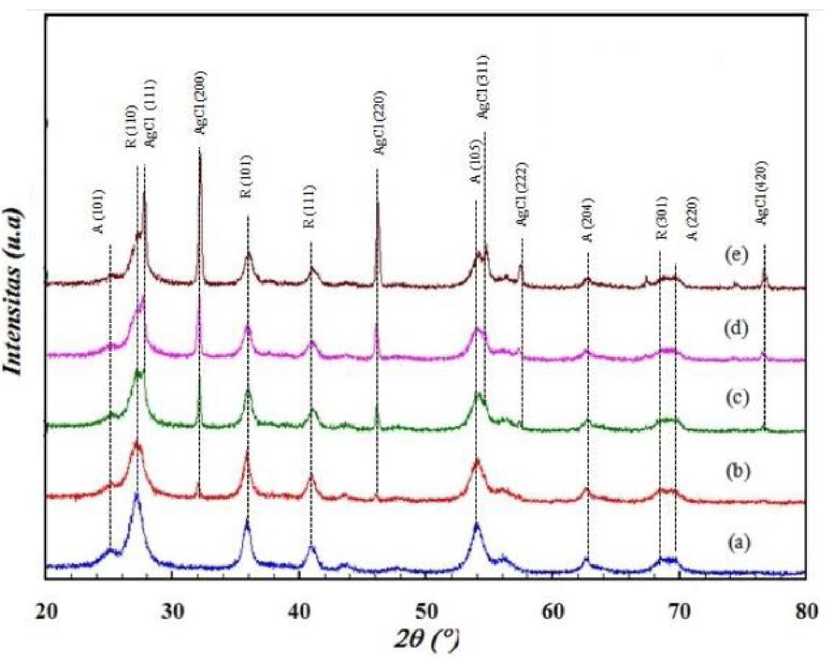 A (101)
R (110)
AgCl (111)
AgCl(200)
R (101)
R (111)
AgCl(220)
A (105)
AgCl(311)
AgCl(222)
A (204)
R (301)
A (220)
AgCl(420)
(e)
(d)
(c)
(b)
(a)
Intensitas (u.a)
20 30 40 50 60 70 80
2θ (°)